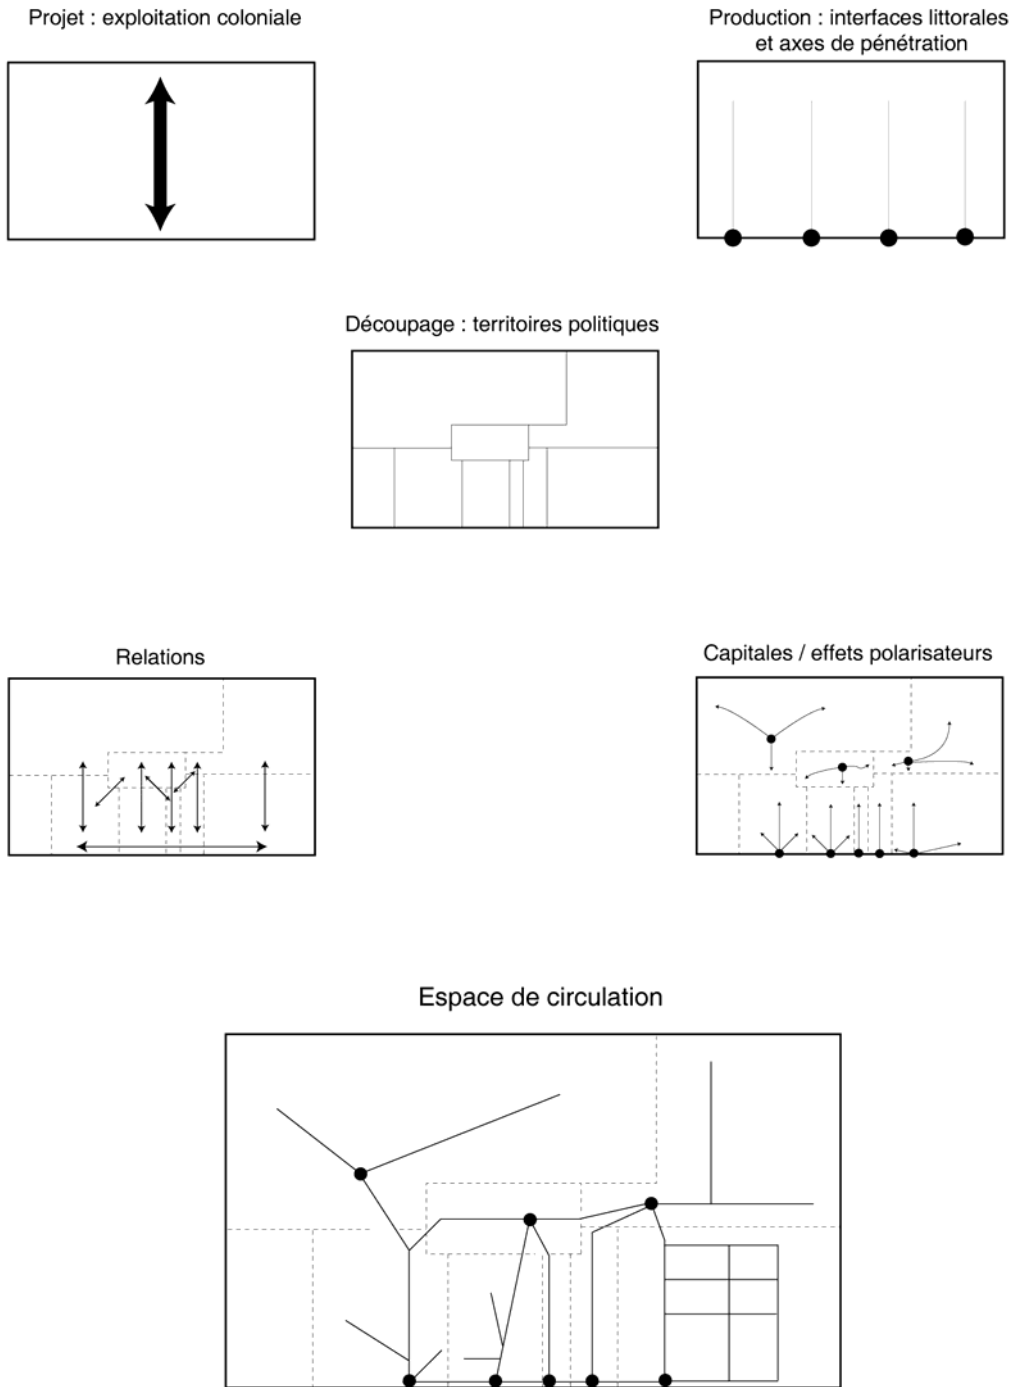 Projet : exploitation coloniale
Production : interfaces littorales
et axes de pénétration
Découpage : territoires politiques
Relations
Capitales / effets polarisateurs
Espace de circulation